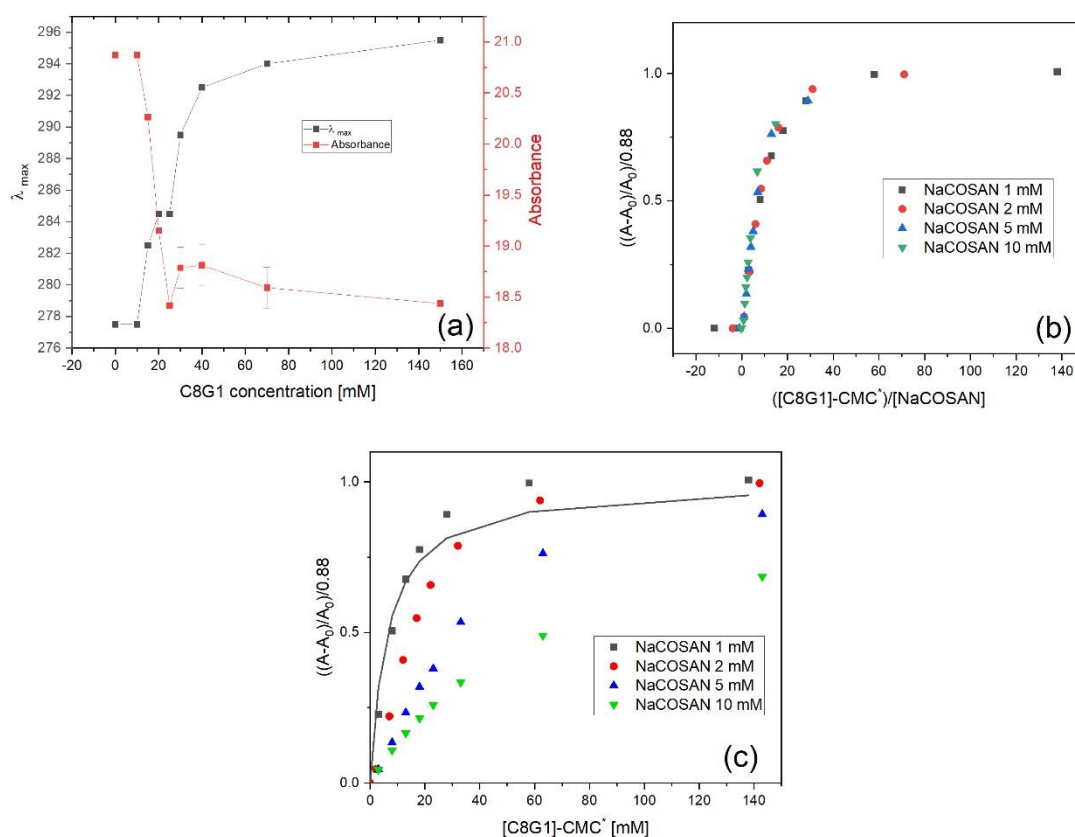 296
294
292
290
288
286
284
282
280
278
276
λ max
-20 0 20 40 60 80 100 120 140 160
C8G1 concentration [mM]
λ max
Absorbance
21.0
20.5
20.0
19.5
19.0
18.5
18.0
Absorbance
(a)
1.0
0.5
0.0
((A-A0)/A0)/0.88
-20 0 20 40 60 80 100 120 140
([C8G1]-CMC*)/[NaCOSAN]
NaCOSAN 1 mM
NaCOSAN 2 mM
NaCOSAN 5 mM
NaCOSAN 10 mM
(b)
1.0
0.5
0.0
((A-A0)/A0)/0.88
0 20 40 60 80 100 120 140
[C8G1]-CMC* [mM]
NaCOSAN 1 mM
NaCOSAN 2 mM
NaCOSAN 5 mM
NaCOSAN 10 mM
(c)